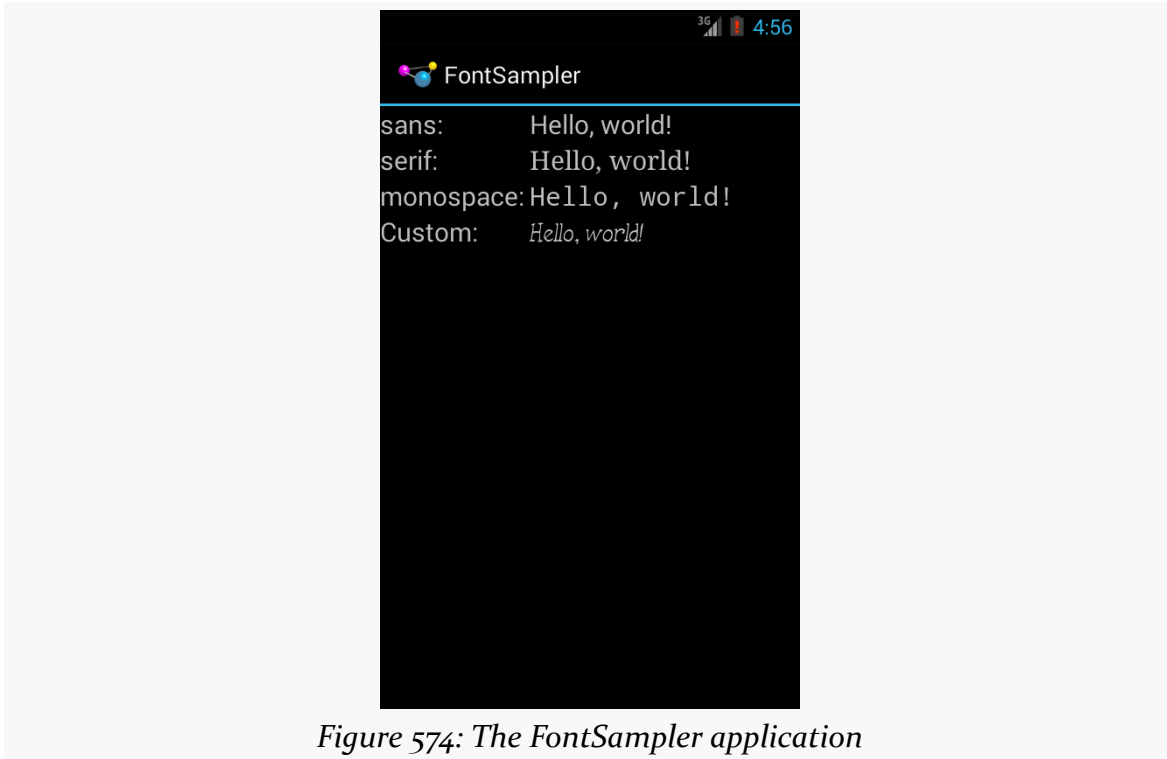 3G 4:56
FontSampler
sans: Hello, world!
serif: Hello, world!
monospace: Hello, world!
Custom: Hello, world!
Figure 574: The FontSampler application